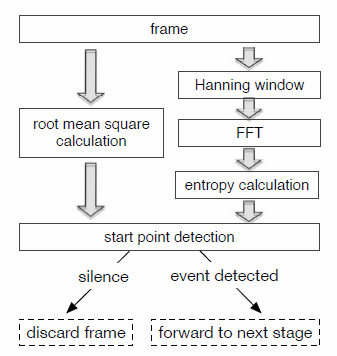 frame
Hanning window
root mean square
calculation
FFT
entropy calculation
start point detection
silence
event detected
discard frame
forward to next stage